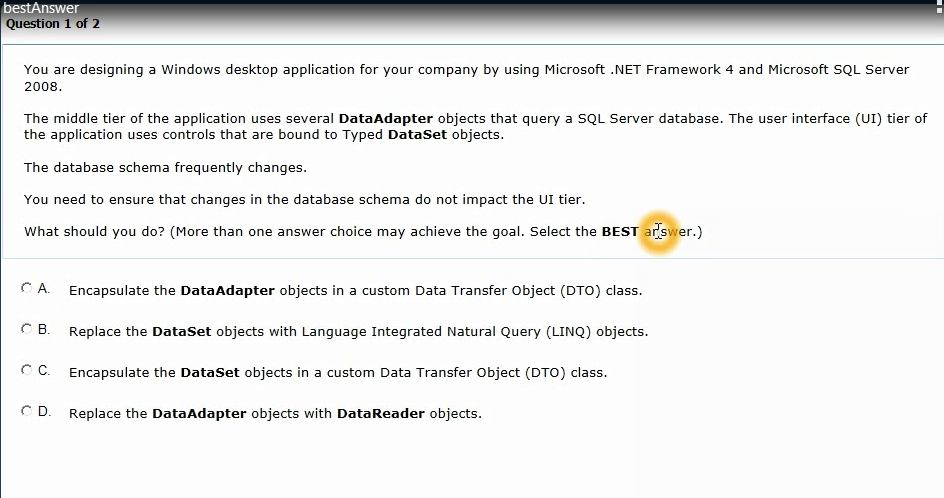 bestAnswer
Question 1 of 2
You are designing a Windows desktop application for your company by using Microsoft .NET Framework 4 and Microsoft SQL Server
2008.
The middle tier of the application uses several DataAdapter objects that query a SQL Server database. The user interface (UI) tier of
the application uses controls that are bound to Typed DataSet objects.
The database schema frequently changes.
You need to ensure that changes in the database schema do not impact the UI tier.
What should you do? (More than one answer choice may achieve the goal. Select the BEST answer.)
A. Encapsulate the DataAdapter objects in a custom Data Transfer Object (DTO) class.
B. Replace the DataSet objects with Language Integrated Natural Query (LINQ) objects.
C. Encapsulate the DataSet objects in a custom Data Transfer Object (DTO) class.
D. Replace the DataAdapter objects with DataReader objects.